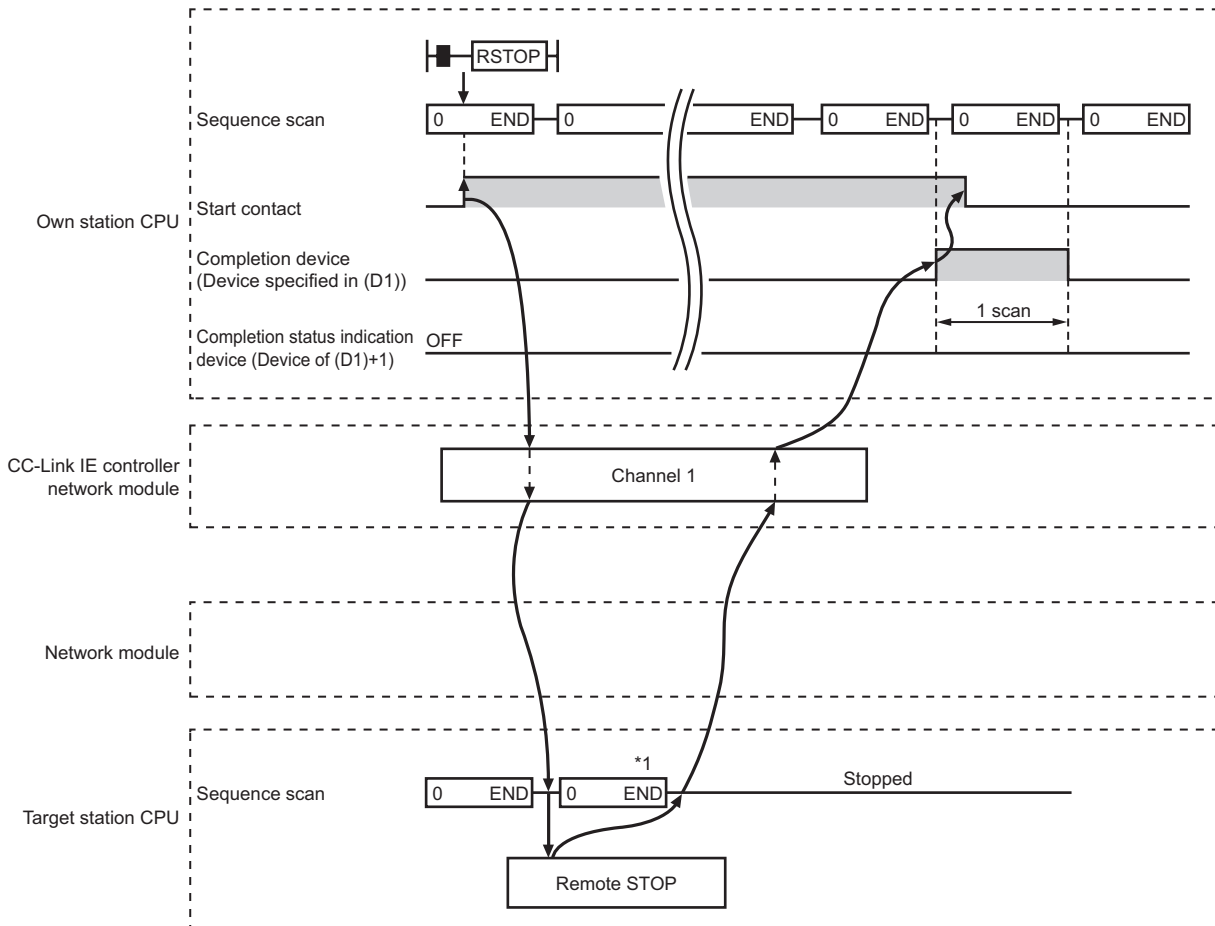 RSTOP
Sequence scan
0 END 0 END 0 END 0 END 0 END
Own station CPU
Start contact
Completion device
(Device specified in (D1))
1 scan
Completion status indication
device (Device of (D1)+1)
OFF
CC-Link IE controller
network module
Channel 1
Network module
*1
Stopped
Sequence scan
0 END 0 END
Target station CPU
Remote STOP